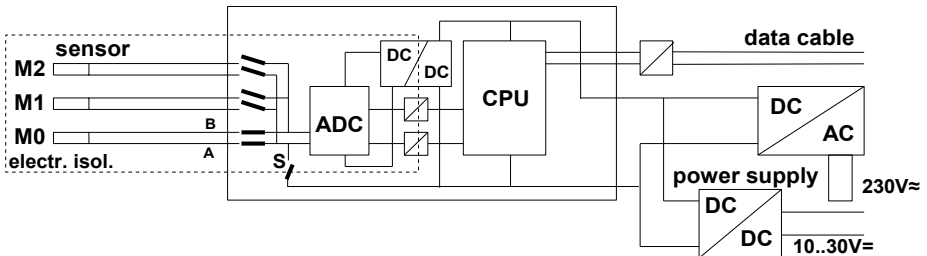 sensor
M2
M1
M0
B
A
electr. isol.
S
ADC
DC
DC
CPU
data cable
DC
AC
power supply
230V≈
DC
DC
10..30V=